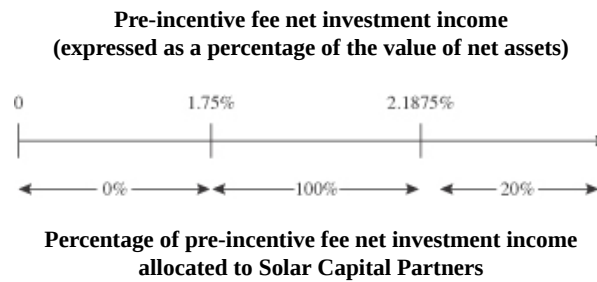 Pre-incentive fee net investment income
(expressed as a percentage of the value of net assets)
0 1.75% 2.1875%
0% 100% 20%
Percentage of pre-incentive fee net investment income
allocated to Solar Capital Partners